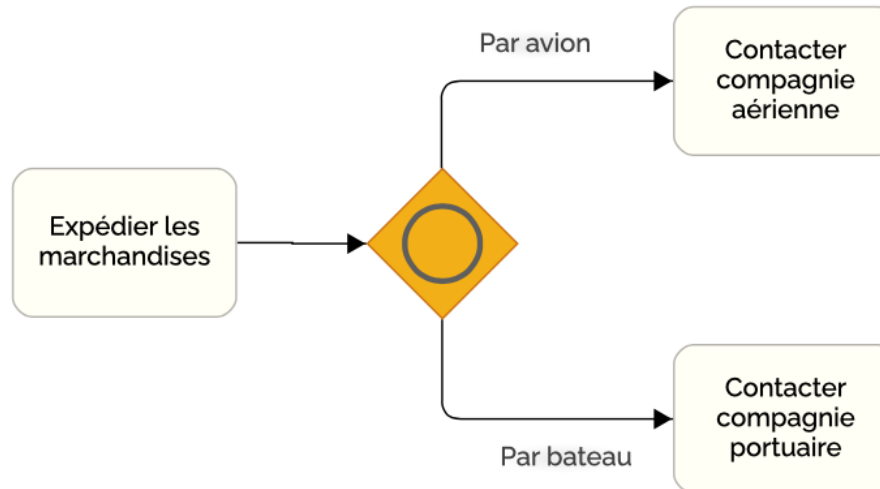 Par avion
Contacter
compagnie
aérienne
Expédier les
marchandises
Contacter
compagnie
portuaire
Par bateau